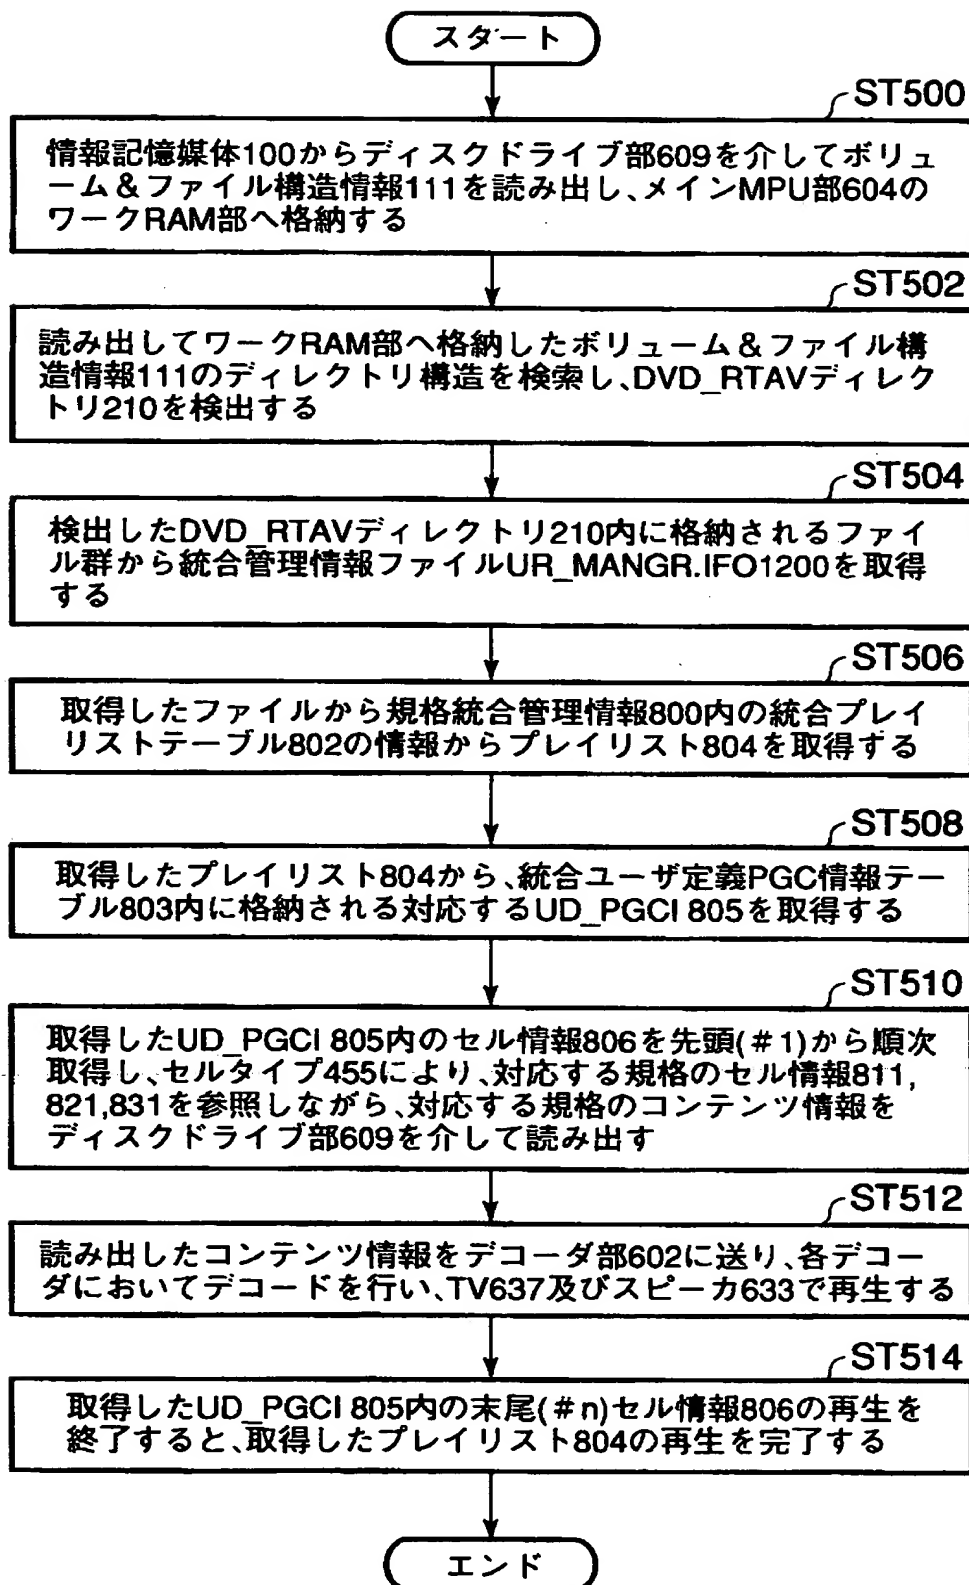 スタート
ST500
情報記憶媒体100からディスクドライブ部609を介してボリュ
ーム&ファイル構造情報111を読み出し、メインMPU部604の
ワークRAM部へ格納する
ST502
読み出してワークRAM部へ格納したボリューム&ファイル構
造情報111のディレクトリ構造を検索し、DVD_RTAVディレク
トリ210を検出する
ST504
検出したDVD_RTAVディレクトリ210内に格納されるファイ
ル群から統合管理情報ファイルUR_MANGR.IFO1200を取得
する
ST506
取得したファイルから規格統合管理情報800内の統合プレイ
リストテーブル802の情報からプレイリスト804を取得する
ST508
取得したプレイリスト804から、統合ユーザ定義PGC情報テー
ブル803内に格納される対応するUD_PGCI 805を取得する
ST510
取得したUD_PGCI 805内のセル情報806を先頭(#1)から順次
取得し、セルタイプ455により、対応する規格のセル情報811,
821,831を参照しながら、対応する規格のコンテンツ情報を
ディスクドライブ部609を介して読み出す
ST512
読み出したコンテンツ情報をデコーダ部602に送り、各デコー
ダにおいてデコードを行い、TV637及びスピーカ633で再生する
ST514
取得したUD_PGCI 805内の末尾(#n)セル情報806の再生を
終了すると、取得したプレイリスト804の再生を完了する
エンド